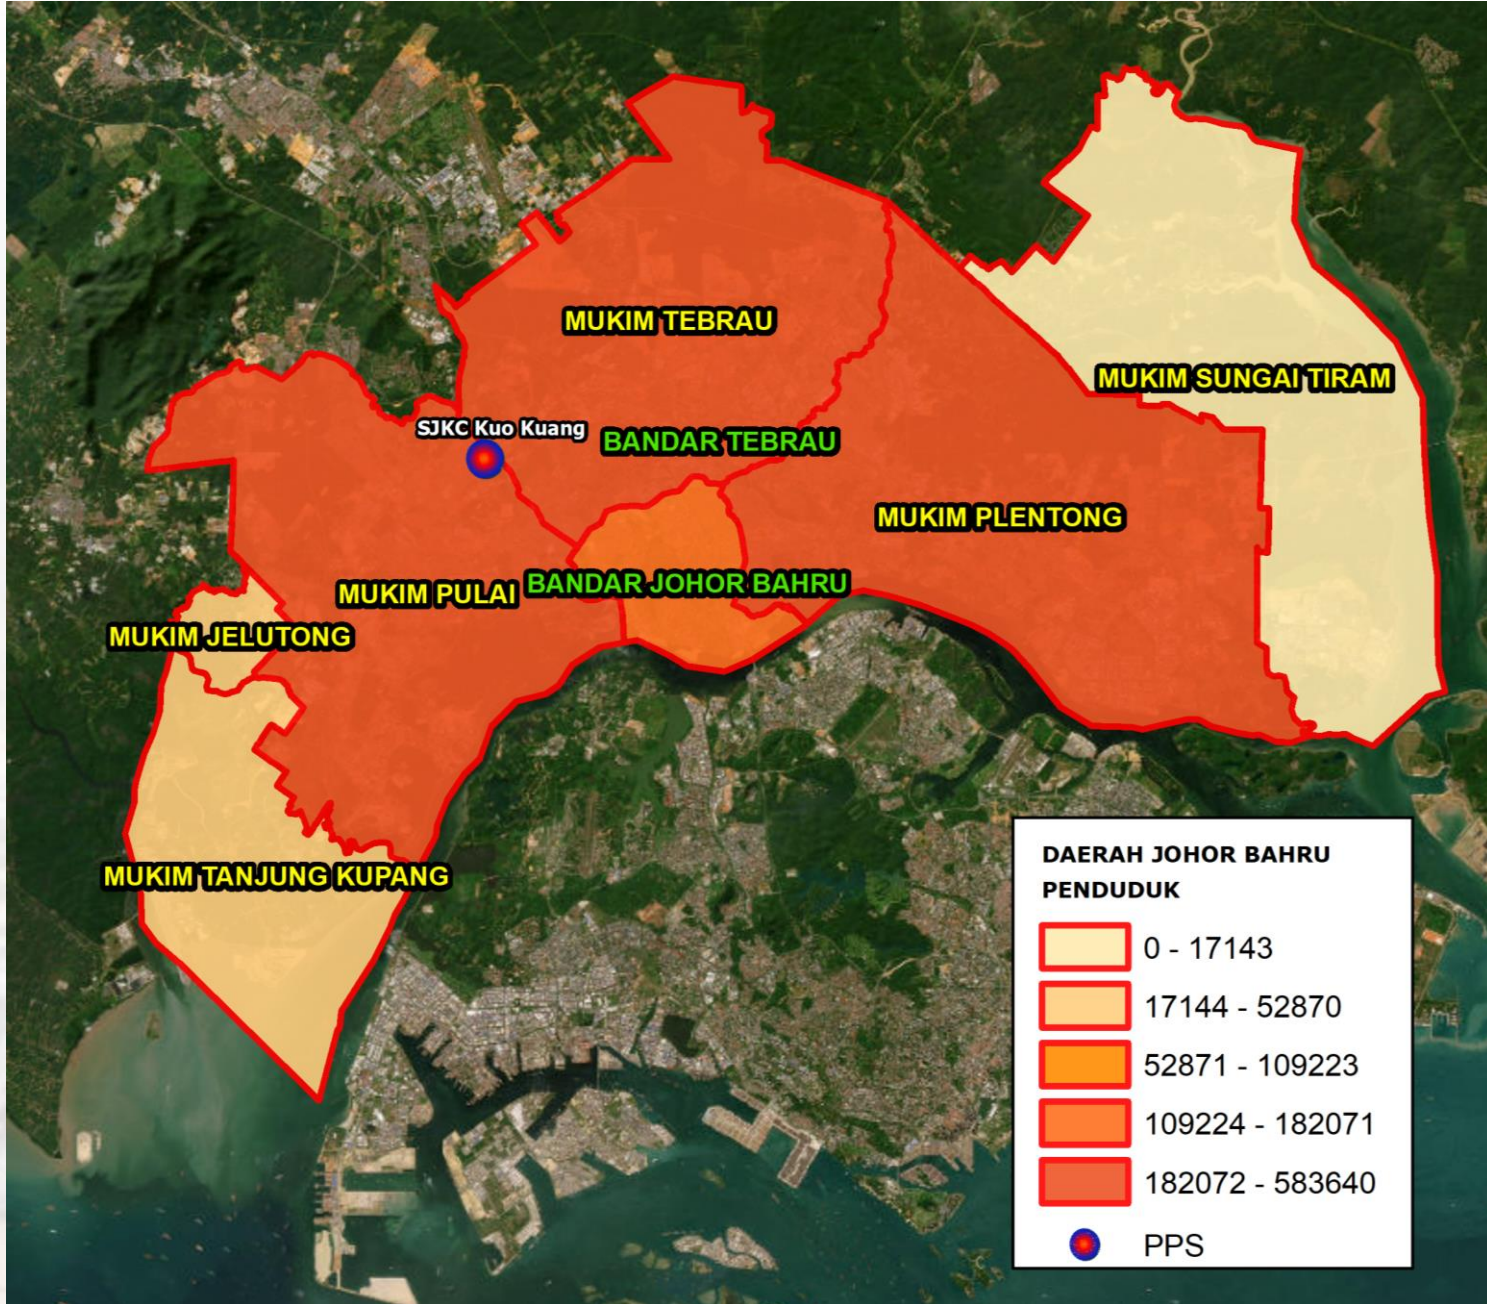 MUKIM TEBRAU
MUKIM SUNGAI TIRAM
SJKC Kuo Kuang
BANDAR TEBRAU
MUKIM PLENTONG
MUKIM PULAI
BANDAR JOHOR BAHRU
MUKIM JELUTONG
MUKIM TANJUNG KUPANG
DAERAH JOHOR BAHRU
PENDUDUK
0 - 17143
17144 - 52870
52871 - 109223
109224 - 182071
182072 - 583640
PPS